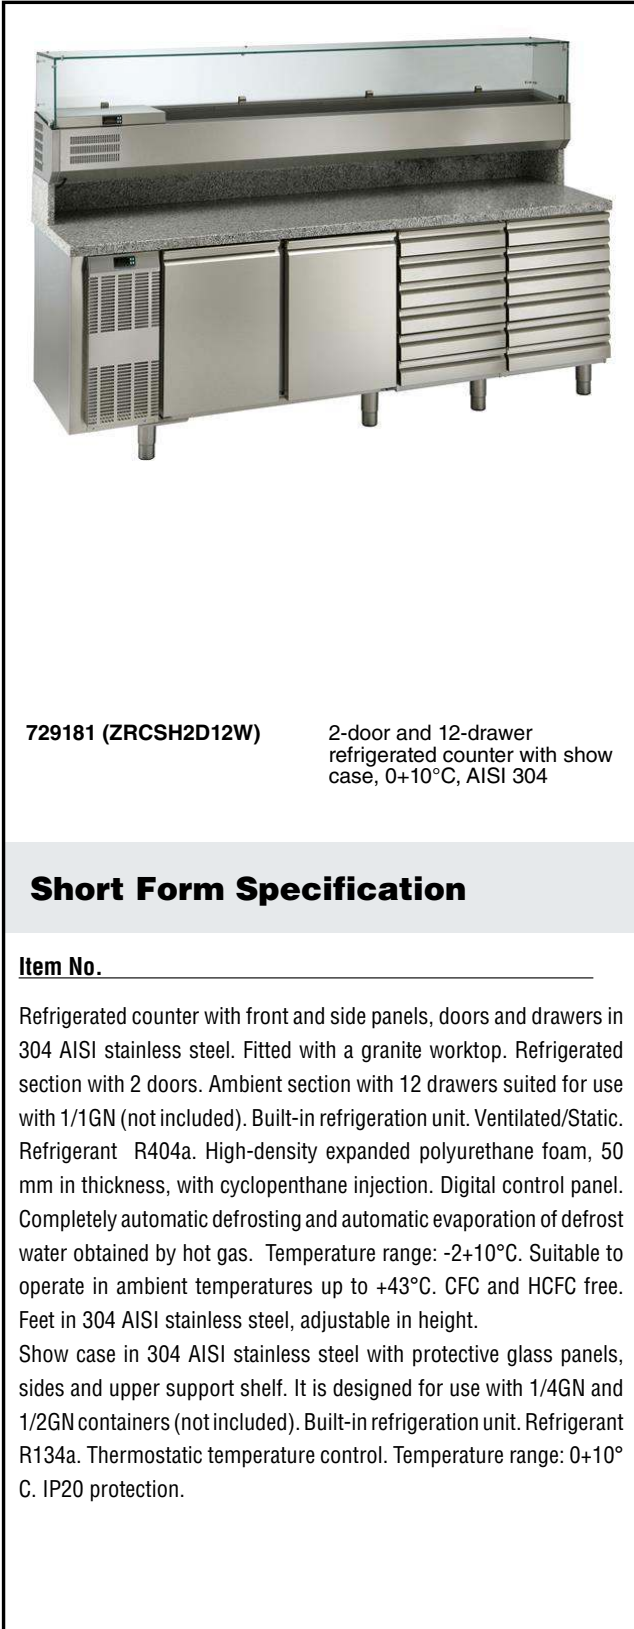 729181 (ZRCSH2D12W)
2-door and 12-drawer
refrigerated counter with show
case, 0+10°C, AISI 304
Short Form Specification
Item No.
Refrigerated counter with front and side panels, doors and drawers in
304 AISI stainless steel. Fitted with a granite worktop. Refrigerated
section with 2 doors. Ambient section with 12 drawers suited for use
with 1/1GN (not included). Built-in refrigeration unit. Ventilated/Static.
Refrigerant R404a. High-density expanded polyurethane foam, 50
mm in thickness, with cyclopenthane injection. Digital control panel.
Completely automatic defrosting and automatic evaporation of defrost
water obtained by hot gas. Temperature range: -2+10°C. Suitable to
operate in ambient temperatures up to +43°C. CFC and HCFC free.
Feet in 304 AISI stainless steel, adjustable in height.
Show case in 304 AISI stainless steel with protective glass panels,
sides and upper support shelf. It is designed for use with 1/4GN and
1/2GN containers (not included). Built-in refrigeration unit. Refrigerant
R134a. Thermostatic temperature control. Temperature range: 0+10°
C. IP20 protection.